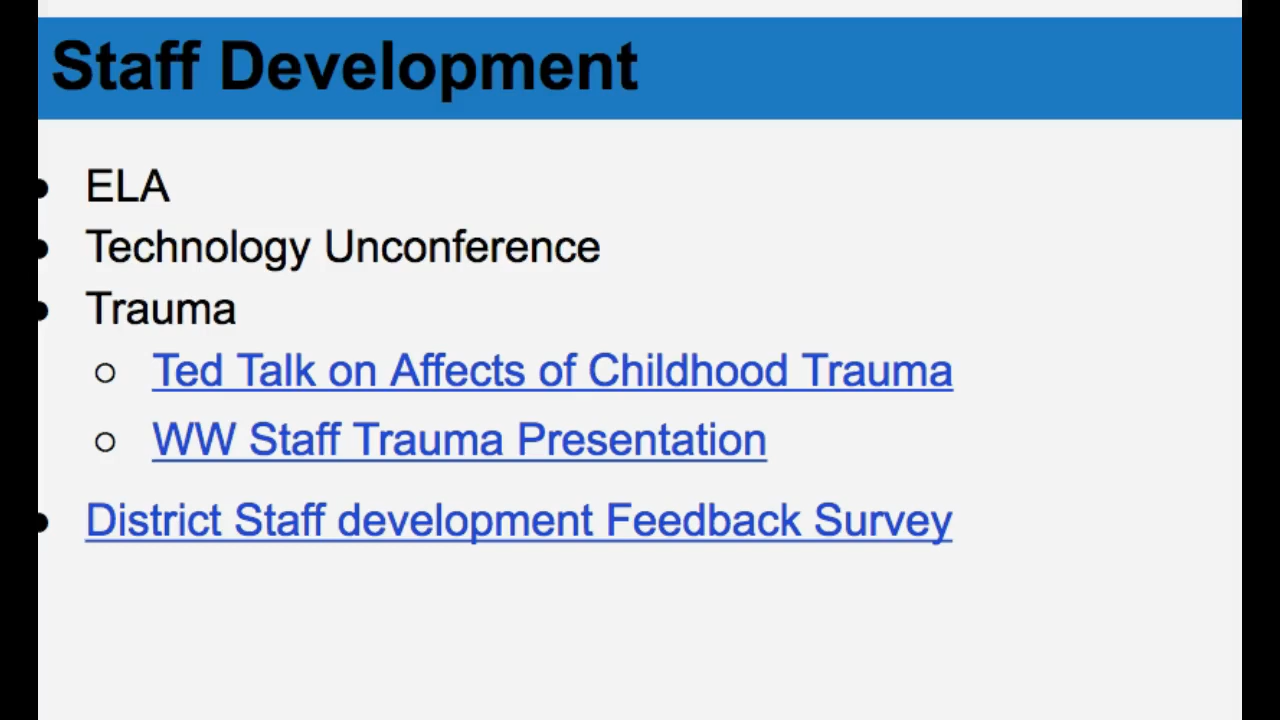 Staff Development
● ELA
● Technology Unconference
● Trauma
○ Ted Talk on Affects of Childhood Trauma
○ WW Staff Trauma Presentation
● District Staff development Feedback Survey